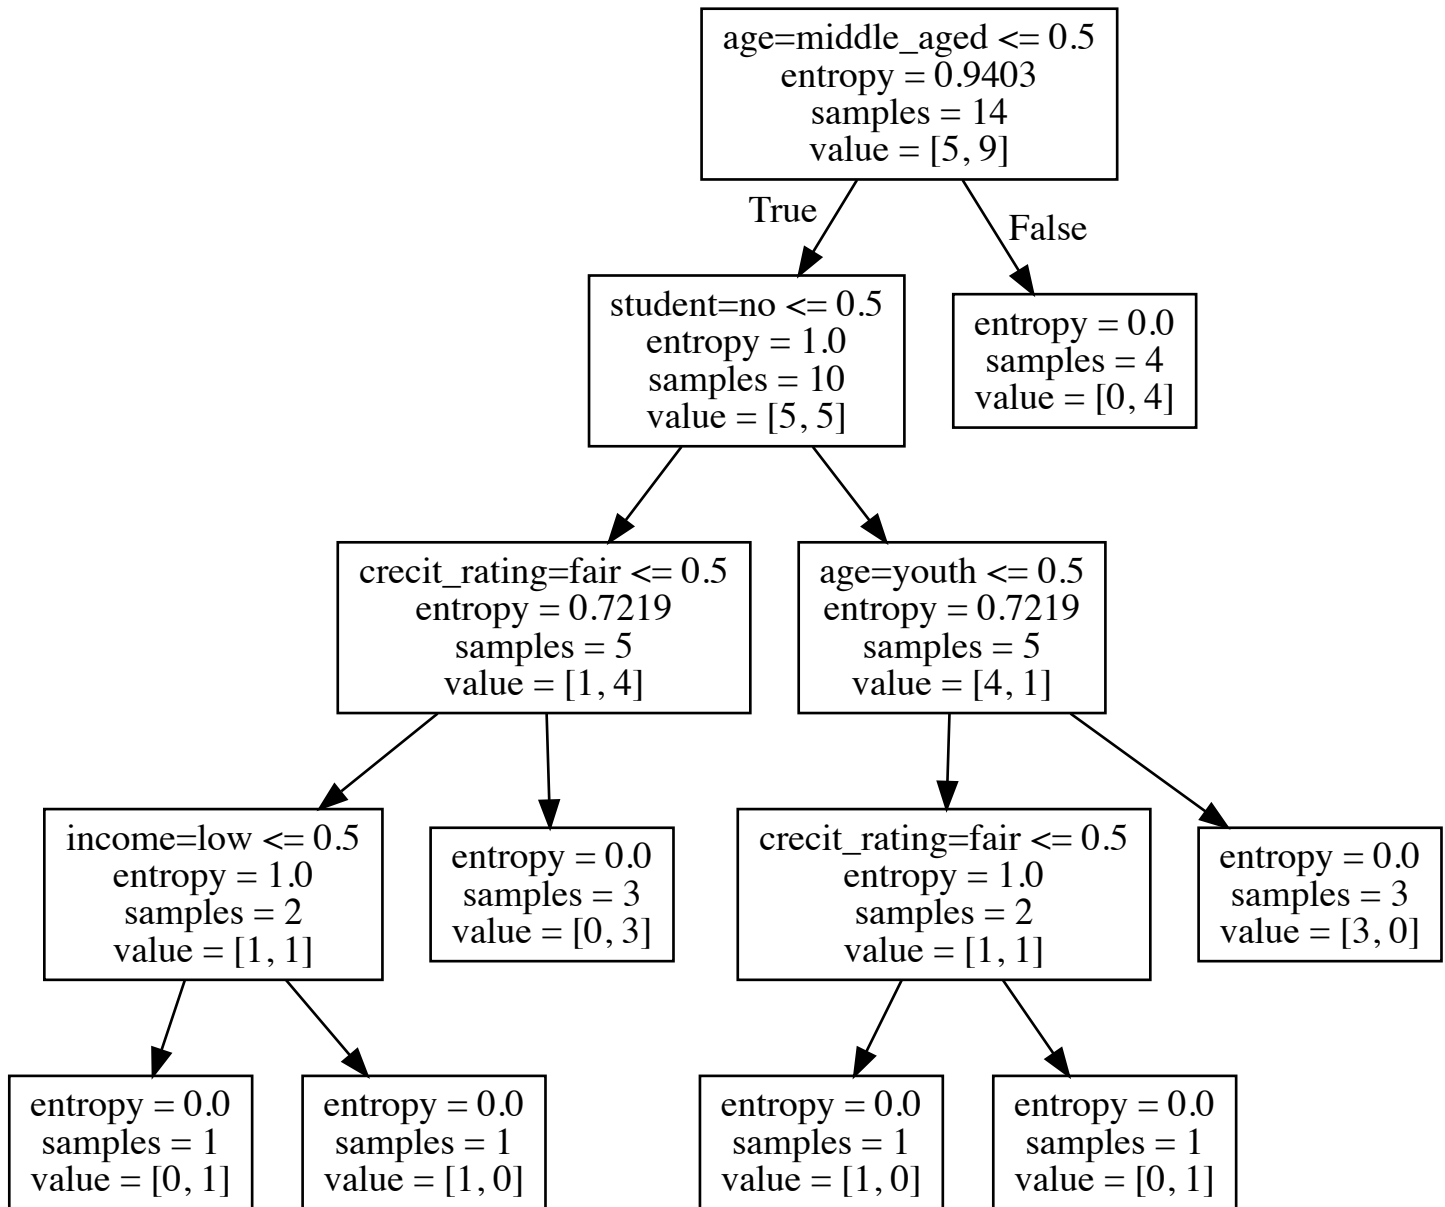 age=middle_aged <= 0.5
entropy = 0.9403
samples = 14
value = [5, 9]
True
False
student=no <= 0.5
entropy = 1.0
samples = 10
value = [5, 5]
entropy = 0.0
samples = 4
value = [0, 4]
crecit_rating=fair <= 0.5
entropy = 0.7219
samples = 5
value = [1, 4]
age=youth <= 0.5
entropy = 0.7219
samples = 5
value = [4, 1]
income=low <= 0.5
entropy = 1.0
samples = 2
value = [1, 1]
entropy = 0.0
samples = 3
value = [0, 3]
crecit_rating=fair <= 0.5
entropy = 1.0
samples = 2
value = [1, 1]
entropy = 0.0
samples = 3
value = [3, 0]
entropy = 0.0
samples = 1
value = [0, 1]
entropy = 0.0
samples = 1
value = [1, 0]
entropy = 0.0
samples = 1
value = [1, 0]
entropy = 0.0
samples = 1
value = [0, 1]